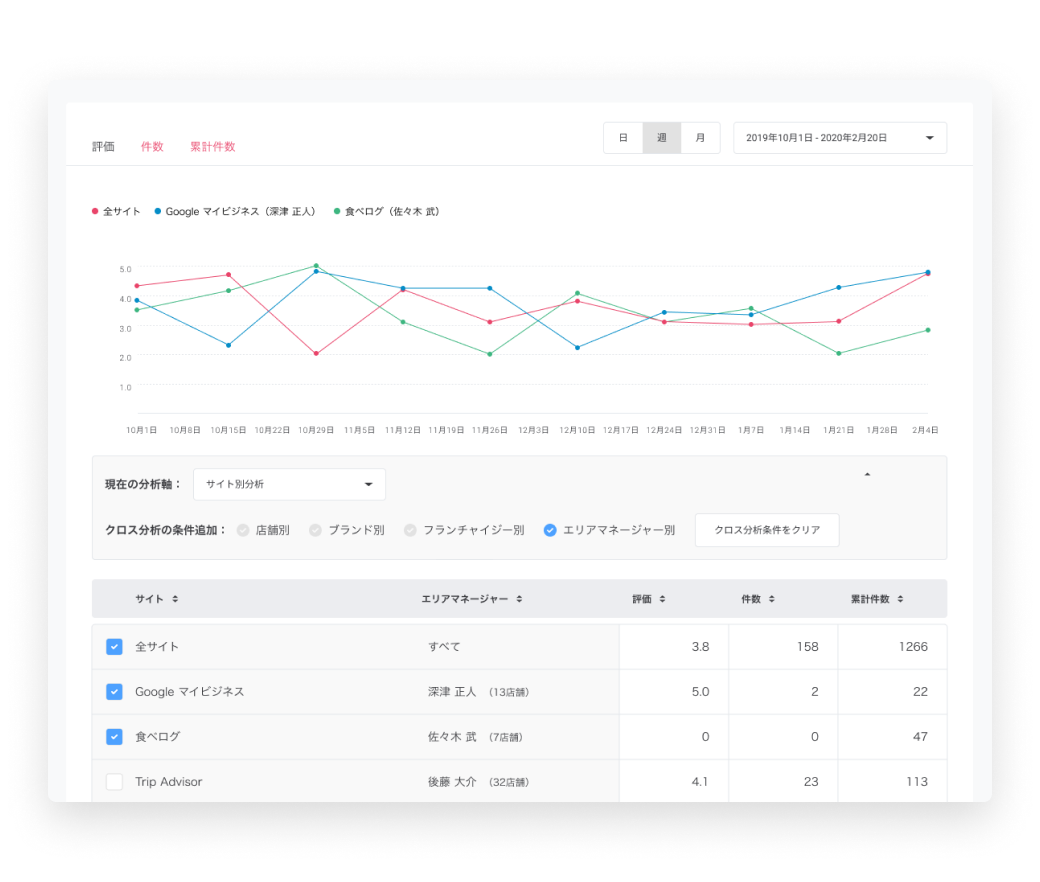 評価 件数 累計件数 日 週 月 2019年10月1日 - 2020年2月20日
全サイト Google マイビジネス（深津 正人） 食べログ（佐々木 武）
5.0
4.0
3.0
2.0
1.0
10月1日 10月8日 10月15日 10月22日 10月29日 11月5日 11月12日 11月19日 11月26日 12月3日 12月10日 12月17日 12月24日 12月31日 1月7日 1月14日 1月21日 1月28日 2月4日
現在の分析軸： サイト別分析
クロス分析の条件追加： 店舗別 ブランド別 フランチャイジー別 エリアマネージャー別 クロス分析条件をクリア
サイト エリアマネージャー 評価 件数 累計件数
全サイト すべて 3.8 158 1266
Google マイビジネス 深津 正人 （13店舗） 5.0 2 22
食べログ 佐々木 武 （7店舗） 0 0 47
Trip Advisor 後藤 大介 （32店舗） 4.1 23 113